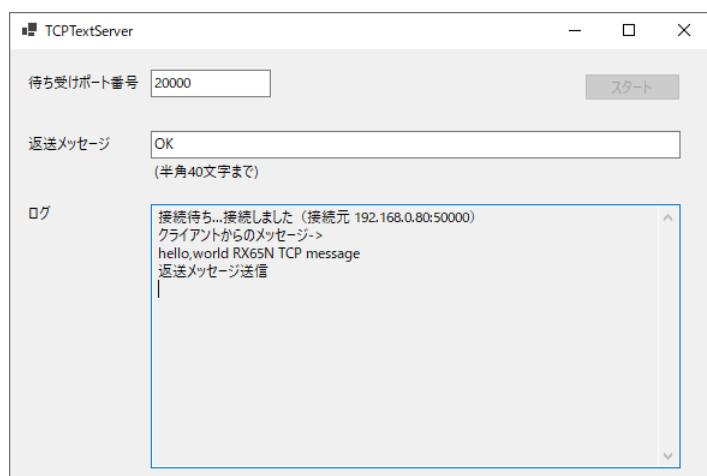 TCPTextServer
待ち受けポート番号 20000 スタート
返送メッセージ OK
(半角40文字まで)
ログ
接続待ち...接続しました（接続元 192.168.0.80:50000）
クライアントからのメッセージ->
hello,world RX65N TCP message
返送メッセージ送信